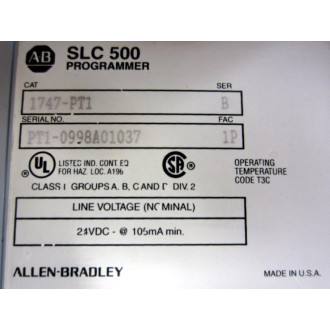 AB SLC 500
PROGRAMMER
CAT SER
1747-PT1 B
SERIAL NO. FAC
PT1-0998A01037 1P
UL LISTED IND. CONT EQ
FOR HAZ. LOC. A196
SA OPERATING
TEMPERATURE
CODE T3C
CLASS I GROUPS A, B, C AND D DIV. 2
LINE VOLTAGE (NOMINAL)
24VDC - @ 105mA min.
ALLEN-BRADLEY MADE IN U.S.A.